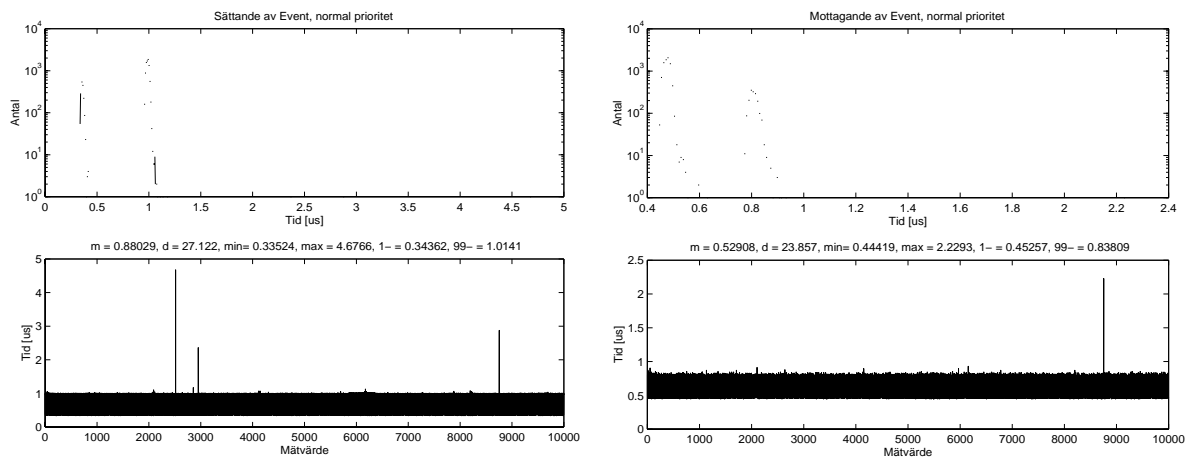 Sättande av Event, normal prioritet
10^4
10^3
10^2
10^1
10^0
Antal
0 0.5 1 1.5 2 2.5 3 3.5 4 4.5 5
Tid [us]
Mottagande av Event, normal prioritet
10^4
10^3
10^2
10^1
10^0
Antal
0.4 0.6 0.8 1 1.2 1.4 1.6 1.8 2 2.2 2.4
Tid [us]
m = 0.88029, d = 27.122, min= 0.33524, max = 4.6766, 1− = 0.34362, 99− = 1.0141
5
4
3
2
1
0
Tid [us]
0 1000 2000 3000 4000 5000 6000 7000 8000 9000 10000
Mätvärde
m = 0.52908, d = 23.857, min= 0.44419, max = 2.2293, 1− = 0.45257, 99− = 0.83809
2.5
2
1.5
1
0.5
0
Tid [us]
0 1000 2000 3000 4000 5000 6000 7000 8000 9000 10000
Mätvärde